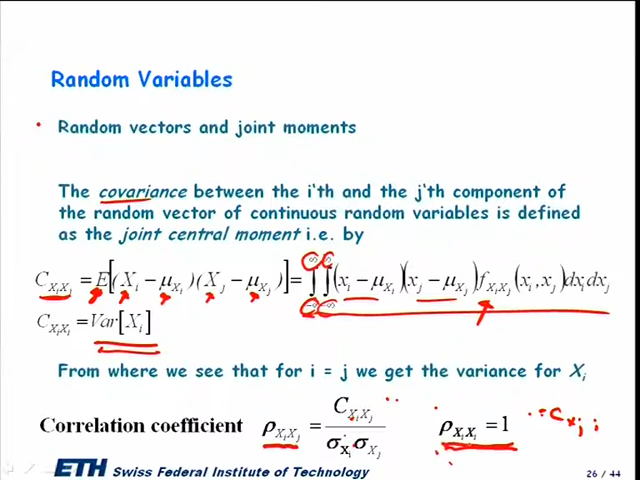 Random Variables
• Random vectors and joint moments
The covariance between the i'th and the j'th component of
the random vector of continuous random variables is defined
as the joint central moment i.e. by
C_{X_iX_j} = E[(X_i − μ_{X_i})(X_j − μ_{X_j})] = ∫_{−∞}^{∞} ∫_{−∞}^{∞} (x_i − μ_{X_i})(x_j − μ_{X_j}) f_{X_iX_j}(x_i, x_j) dx_i dx_j
C_{X_iX_i} = Var[X_i]
From where we see that for i = j we get the variance for X_i
Correlation coefficient ρ_{X_iX_j} = C_{X_iX_j} / σ_{X_i}σ_{X_j} ρ_{X_iX_i} = 1
ETH Swiss Federal Institute of Technology 26 / 44